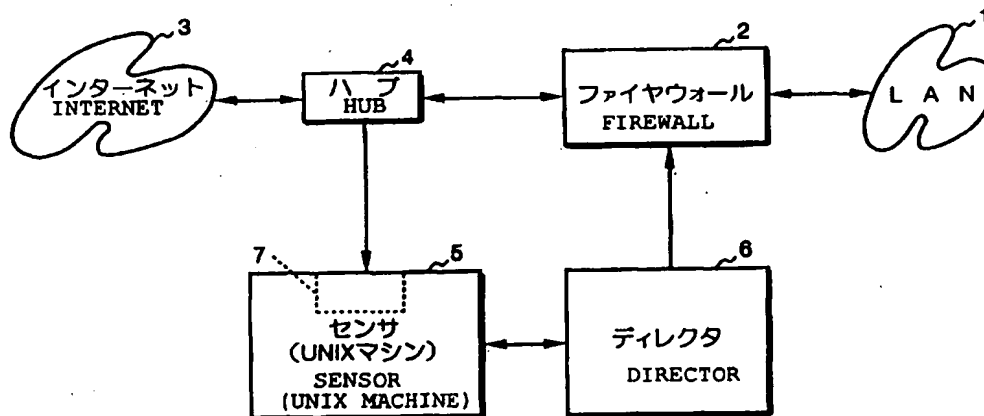 3
インターネット
INTERNET
4
ハブ
HUB
2
ファイヤウォール
FIREWALL
1
LAN
7
5
センサ
(UNIXマシン)
SENSOR
(UNIX MACHINE)
6
ディレクタ
DIRECTOR